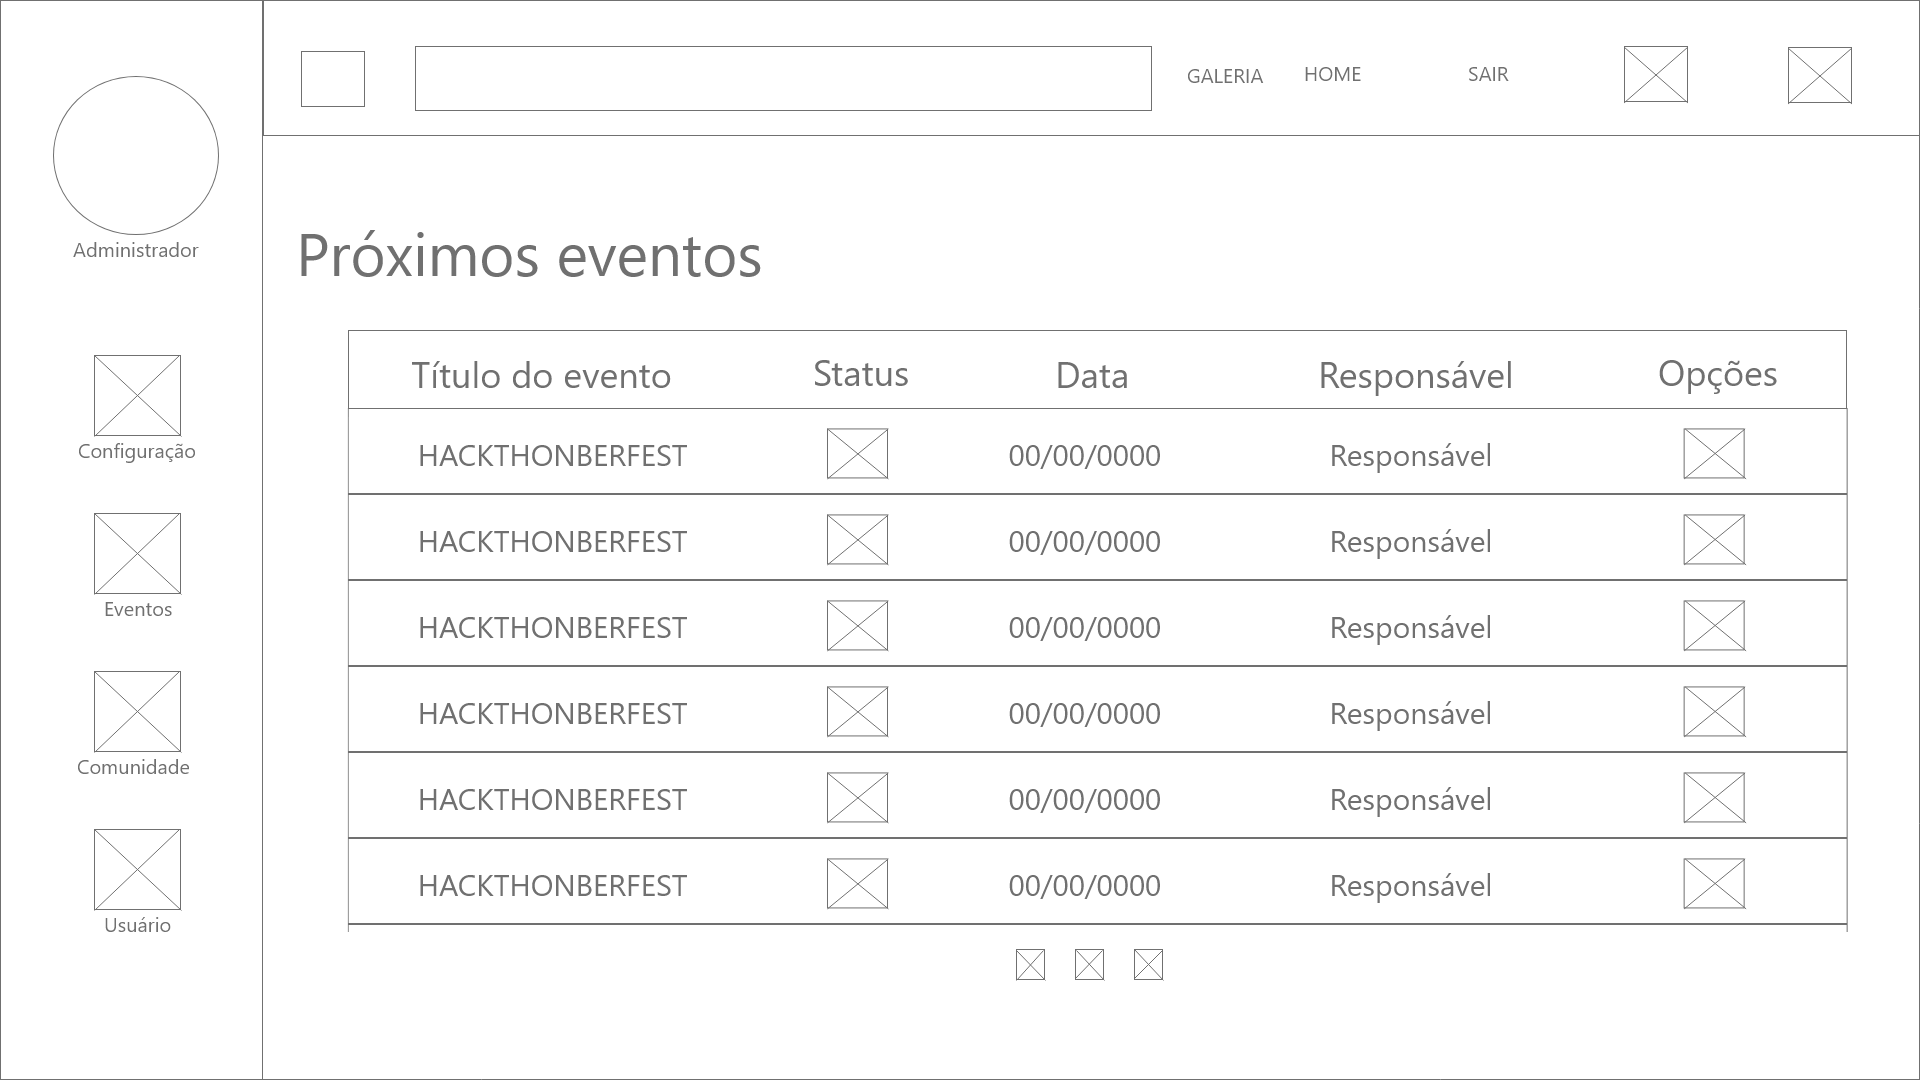 GALERIA HOME SAIR
Administrador
Configuração
Eventos
Comunidade
Usuário
Próximos eventos
Título do evento Status Data Responsável Opções
HACKTHONBERFEST 00/00/0000 Responsável
HACKTHONBERFEST 00/00/0000 Responsável
HACKTHONBERFEST 00/00/0000 Responsável
HACKTHONBERFEST 00/00/0000 Responsável
HACKTHONBERFEST 00/00/0000 Responsável
HACKTHONBERFEST 00/00/0000 Responsável